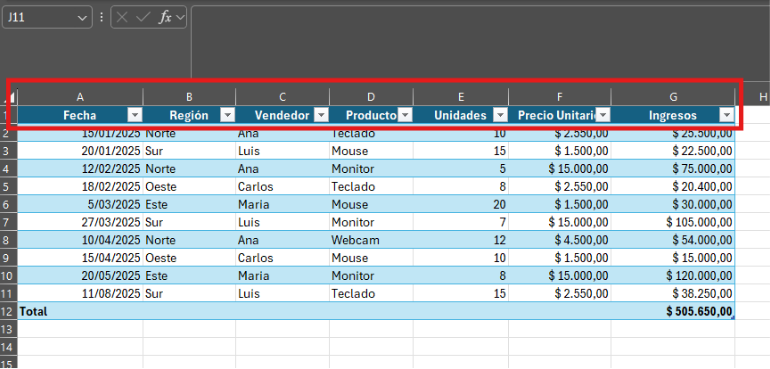 J11 fx
A B C D E F G H
1 Fecha Región Vendedor Producto Unidades Precio Unitari Ingresos
2 15/01/2025 Norte Ana Teclado 10 $ 2.550,00 $ 25.500,00
3 20/01/2025 Sur Luis Mouse 15 $ 1.500,00 $ 22.500,00
4 12/02/2025 Norte Ana Monitor 5 $ 15.000,00 $ 75.000,00
5 18/02/2025 Oeste Carlos Teclado 8 $ 2.550,00 $ 20.400,00
6 5/03/2025 Este Maria Mouse 20 $ 1.500,00 $ 30.000,00
7 27/03/2025 Sur Luis Monitor 7 $ 15.000,00 $ 105.000,00
8 10/04/2025 Norte Ana Webcam 12 $ 4.500,00 $ 54.000,00
9 15/04/2025 Oeste Carlos Mouse 10 $ 1.500,00 $ 15.000,00
10 20/05/2025 Este Maria Monitor 8 $ 15.000,00 $ 120.000,00
11 11/08/2025 Sur Luis Teclado 15 $ 2.550,00 $ 38.250,00
12 Total $ 505.650,00
13
14
15